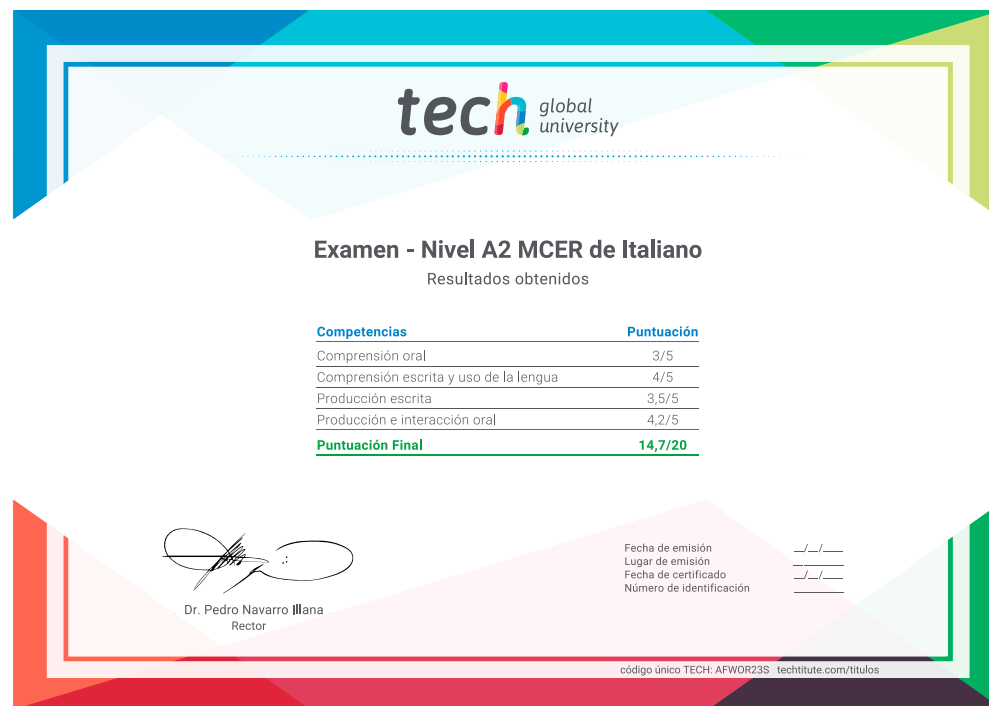 tech global university
Examen - Nivel A2 MCER de Italiano
Resultados obtenidos
Competencias Puntuación
Comprensión oral 3/5
Comprensión escrita y uso de la lengua 4/5
Producción escrita 3,5/5
Producción e interacción oral 4,2/5
Puntuación Final 14,7/20
Dr. Pedro Navarro Illana
Rector
Fecha de emisión __/__/____
Lugar de emisión ________
Fecha de certificado __/__/____
Número de identificación ________
código único TECH: AFWOR23S techtitute.com/titulos